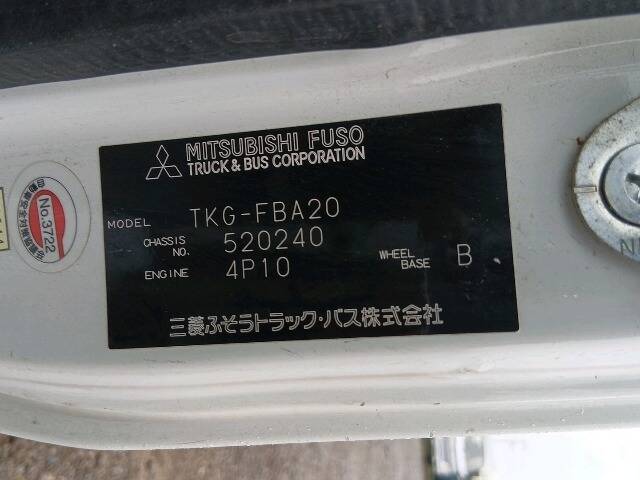 MITSUBISHI FUSO
TRUCK & BUS CORPORATION
MODEL TKG-FBA20
CHASSIS NO. 520240
ENGINE 4P10 WHEEL BASE B
三菱ふそうトラック・バス株式会社
No.3722
N